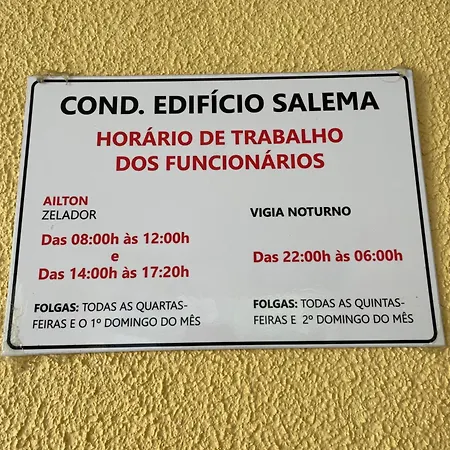 COND. EDIFÍCIO SALEMA
HORÁRIO DE TRABALHO
DOS FUNCIONÁRIOS
AILTON
ZELADOR
Das 08:00h às 12:00h
e
Das 14:00h às 17:20h
FOLGAS: TODAS AS QUARTAS-
FEIRAS E O 1º DOMINGO DO MÊS
VIGIA NOTURNO
Das 22:00h às 06:00h
FOLGAS: TODAS AS QUINTAS-
FEIRAS E 2º DOMINGO DO MÊS